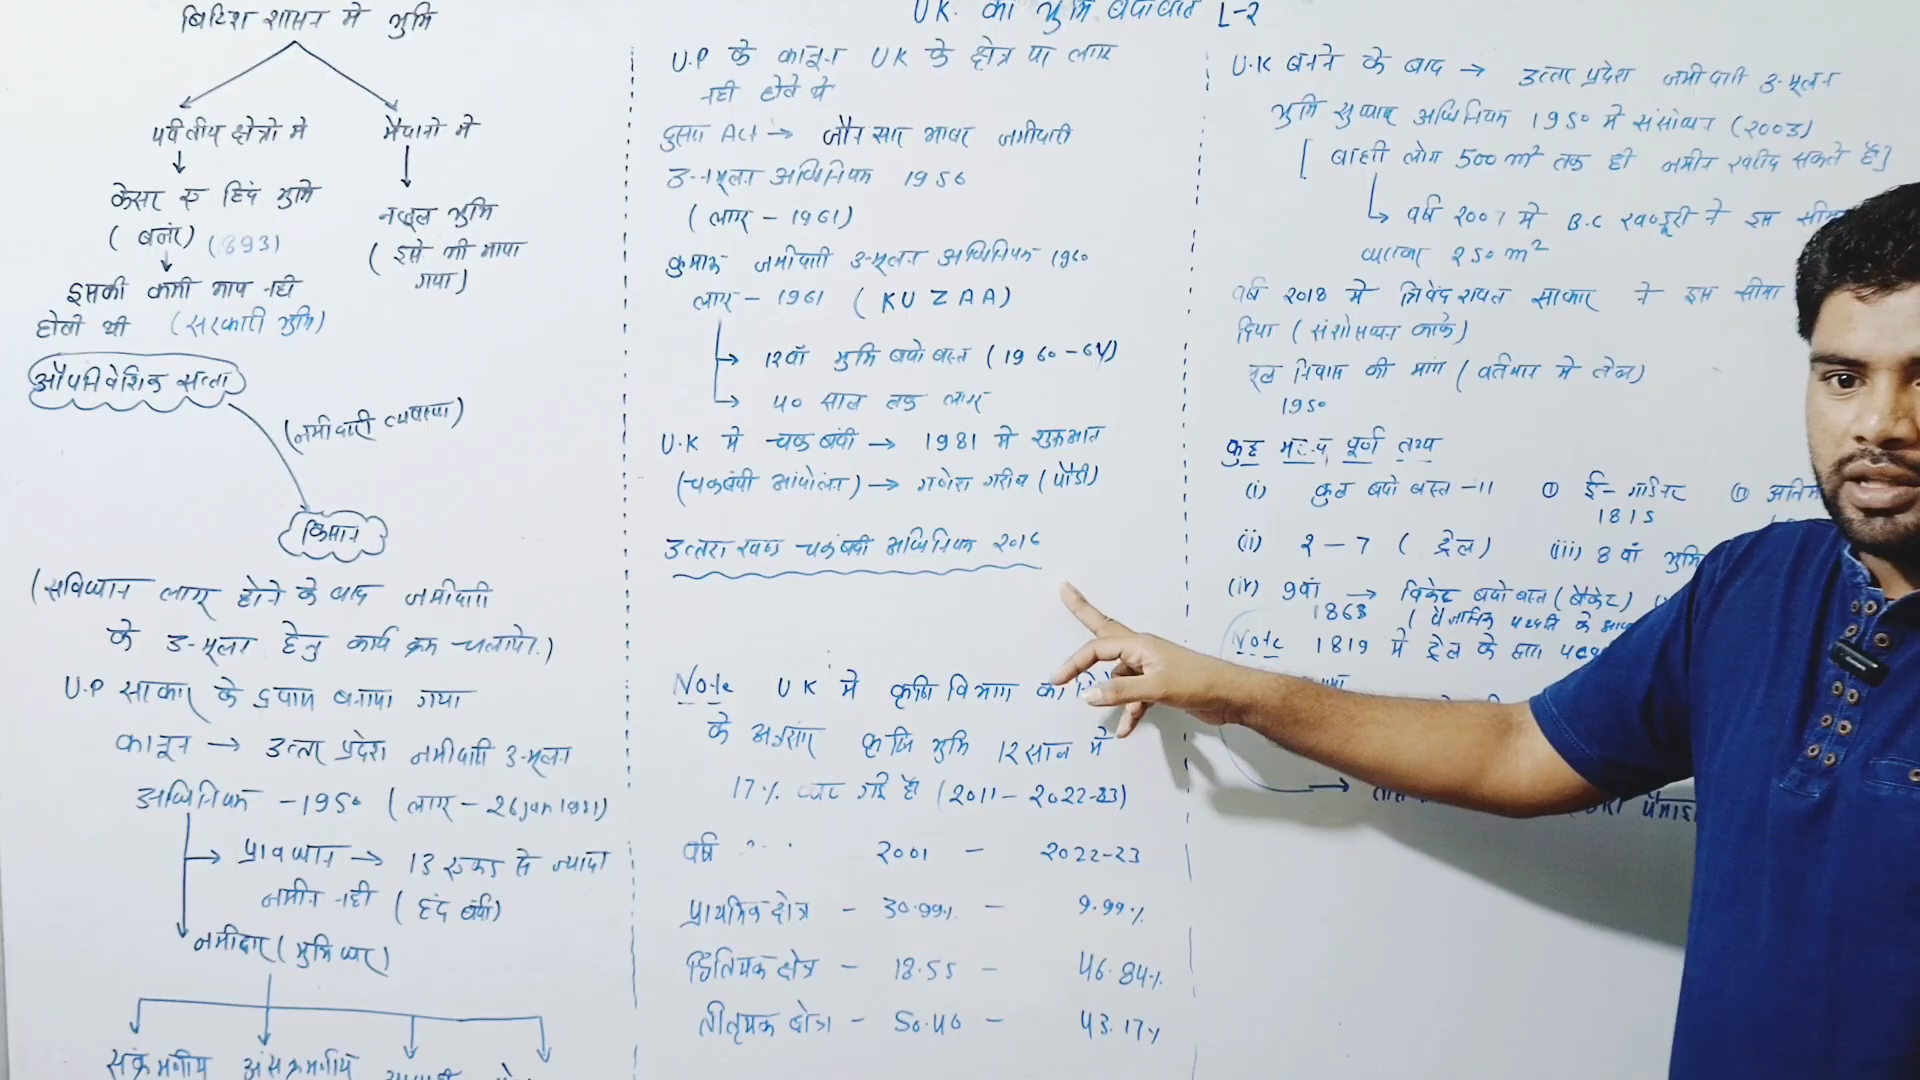 UK. का भूमि बंदोबस्त L-2
ब्रिटिश शासन मे भूमि
पर्वतीय क्षेत्रो मे
मैदानो मे
केसर ए हिंद भूमि
(बनंर) (1893)
नजूल भूमि
(इसे भी मापा
गया)
इसकी कभी माप नही
होती थी (सरकारी भूमि)
औपनिवेशिक सत्ता
(जमीदारी व्यवस्था)
किसान
(संविधान लागू होने के बाद जमीदारी
के उन्मूलन हेतु कार्य क्रम चलाये.)
U.P सरकार के द्वारा बनाया गया
कानून → उत्तर प्रदेश जमीदारी उन्मूलन
अधिनियम - 1950 (लागू - 26 Jan 1951)
प्रावधान → 13 एकड़ से ज्यादा
जमीन नही (हद बंदी)
जमीदार (भूमिधर)
संक्रमणीय असंक्रमणीय
U.P के कानून UK के क्षेत्र पर लागू
नही होते थे
दुसरा Act → जौनसार भाबर जमीदारी
उन्मूलन अधिनियम 1956
(लागू - 1961)
कुमाऊ जमीदारी उन्मूलन अधिनियम 1960
लागू - 1961 (KUZAA)
12वाँ भूमि बंदोबस्त (1960-64)
40 साल तक लागू
U.K मे चकबंदी → 1981 मे शुरूआत
(चकबंदी आंदोलन) → गणेश गरीब (पौडी)
उत्तराखण्ड चकबंदी अधिनियम 2016
Note UK मे कृषि विभाग की
के अनुसार कृषि भूमि 12 साल मे
17% घट गई है (2011 - 2022-23)
वर्ष 2001 - 2022-23
प्राथमिक क्षेत्र - 30.99% - 9.99%
द्वितियक क्षेत्र - 18.55 - 46.84%
तीतृयक क्षेत्र - 50.46 - 43.17%
U.K बनने के बाद → उत्तर प्रदेश जमीदारी उन्मूलन
भूमि सुधार अधिनियम 1950 मे संसोधन (2003)
[बाहरी लोग 500 m² तक ही जमीन खरीद सकते है]
वर्ष 2007 मे B.C खण्डूरी ने इस सीमा
घटाकर 250 m²
वर्ष 2018 मे त्रिवेंद्र रावत सरकार ने इस सीमा
दिया (संशोसधन करके)
मूल निवास की मांग (वर्तमान मे तेज)
1950
कुछ महत्व पूर्ण तथ्य
(i) कुल बंदोबस्त - 11 ① ई- गार्डनर ⑪ अंतिम
1815
(ii) 2 - 7 (ट्रेल) (iii) 8 वाँ भूमि
(iv) 9वां → विकेट बंदोबस्त (बैकेट)
1863 (वैज्ञानिक पध्दति के
Note 1819 मे ट्रेल के द्वारा